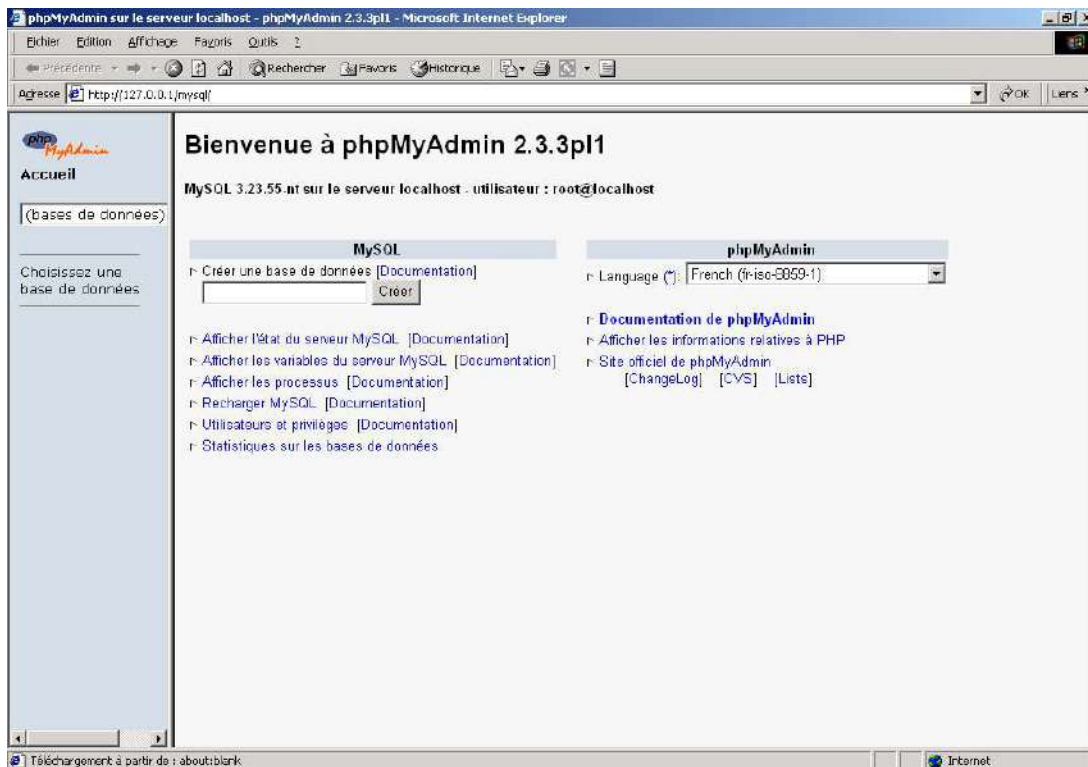 phpMyAdmin sur le serveur localhost - phpMyAdmin 2.3.3pl1 - Microsoft Internet Explorer
Fichier Edition Affichage Favoris Outils ?
Précédente Rechercher Favoris Historique
Adresse http://127.0.0.1/mysql/ OK Liens
php
MyAdmin
Accueil
(bases de données)
Choisissez une
base de données
Bienvenue à phpMyAdmin 2.3.3pl1
MySQL 3.23.55-nt sur le serveur localhost - utilisateur : root@localhost
MySQL
Créer une base de données [Documentation]
Créer
Afficher l'état du serveur MySQL [Documentation]
Afficher les variables du serveur MySQL [Documentation]
Afficher les processus [Documentation]
Recharger MySQL [Documentation]
Utilisateurs et privilèges [Documentation]
Statistiques sur les bases de données
phpMyAdmin
Language (*): French (fr-iso-8859-1)
Documentation de phpMyAdmin
Afficher les informations relatives à PHP
Site officiel de phpMyAdmin
[ChangeLog] [CVS] [Lists]
Téléchargement à partir de : about:blank
Internet